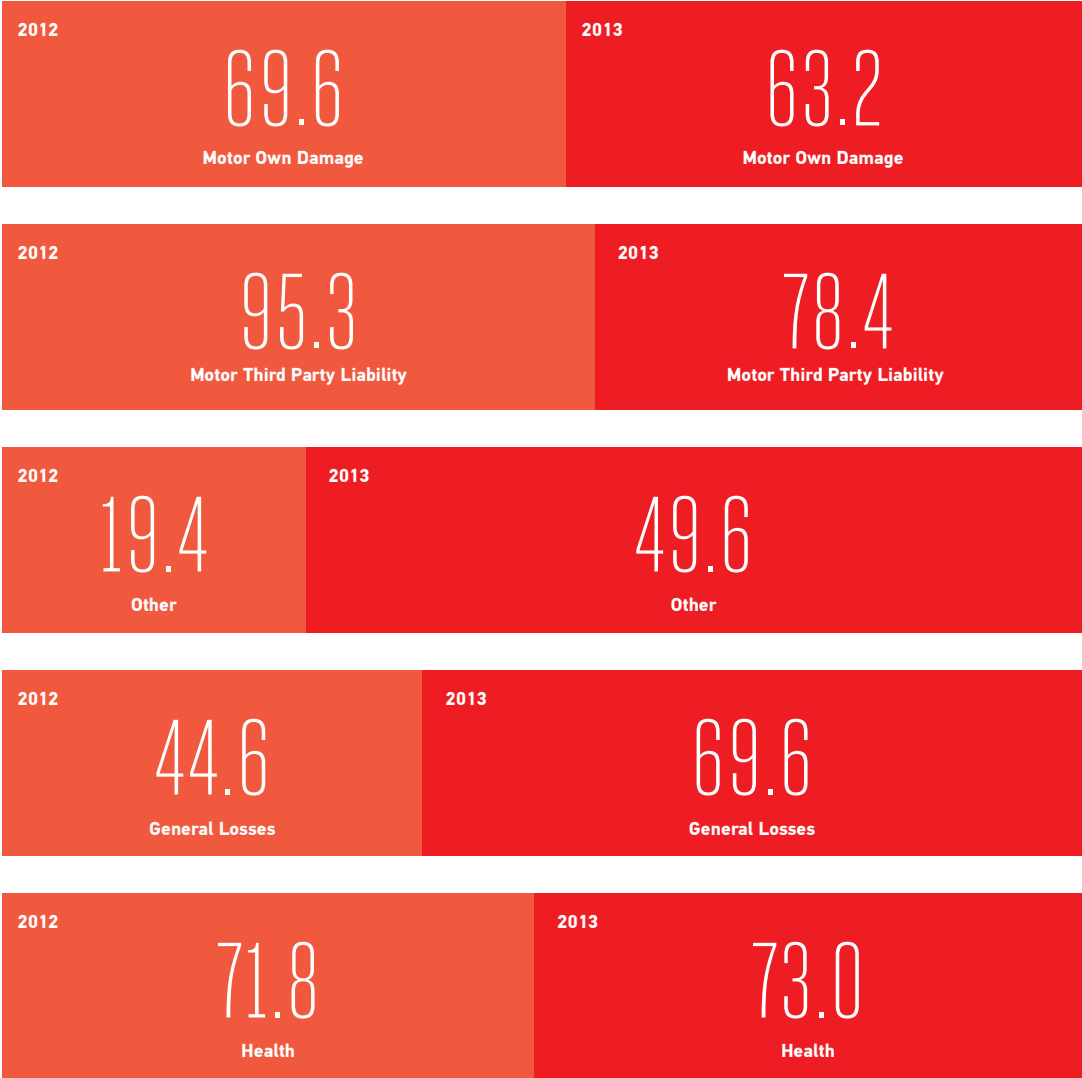 2012
69.6
Motor Own Damage
2013
63.2
Motor Own Damage
2012
95.3
Motor Third Party Liability
2013
78.4
Motor Third Party Liability
2012
19.4
Other
2013
49.6
Other
2012
44.6
General Losses
2013
69.6
General Losses
2012
71.8
Health
2013
73.0
Health